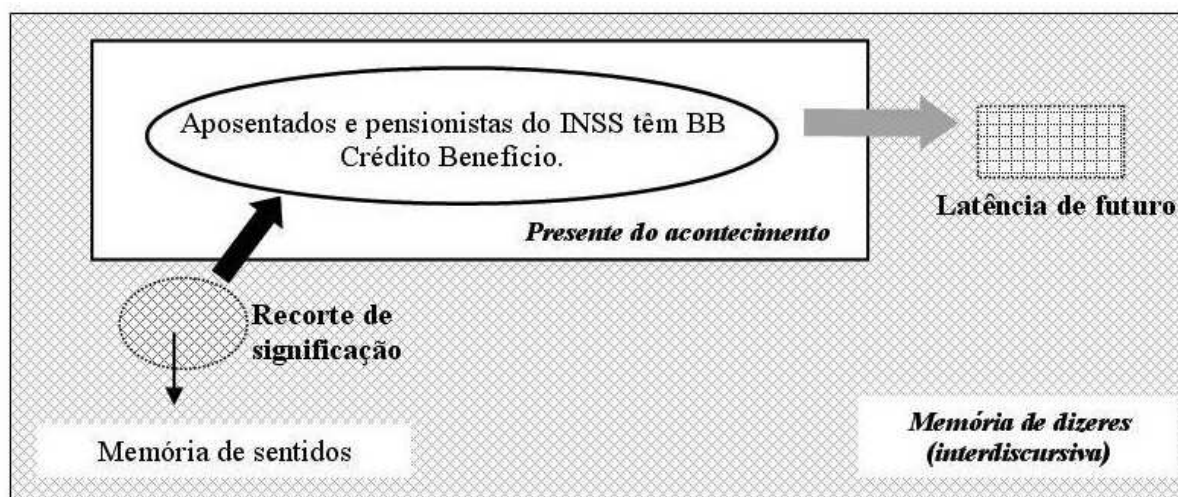 Aposentados e pensionistas do INSS têm BB
Crédito Benefício.
Latência de futuro
Presente do acontecimento
Recorte de
significação
Memória de sentidos
Memória de dizeres
(interdiscursiva)